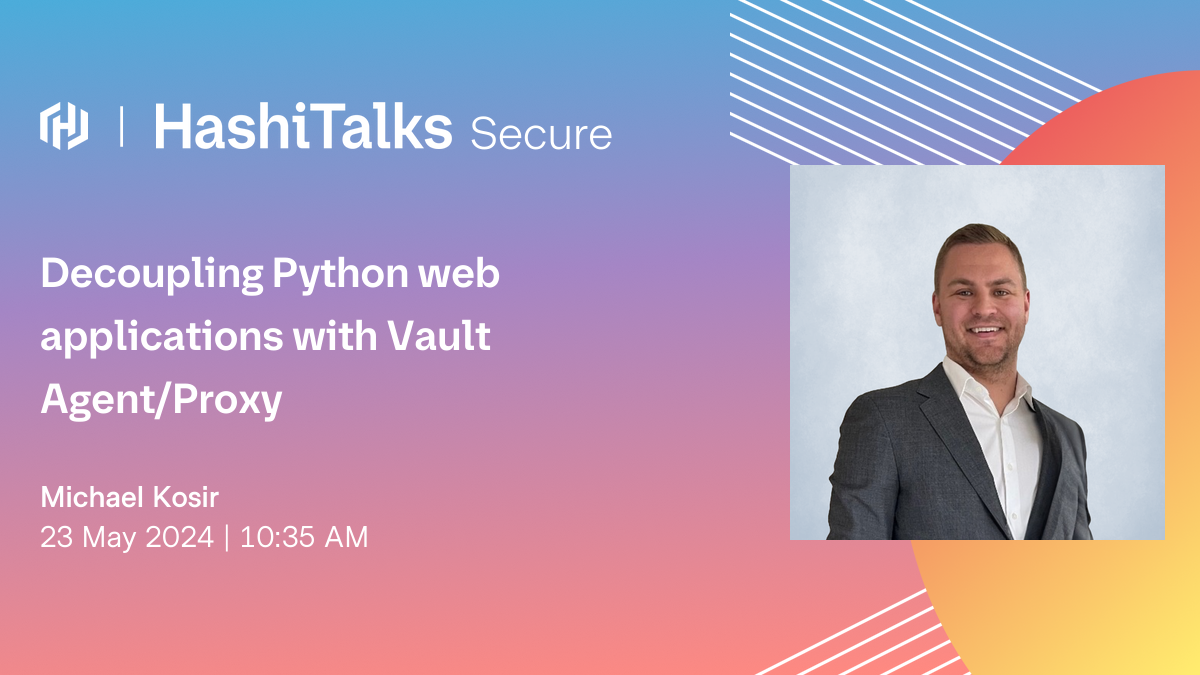 HashiTalks Secure
Decoupling Python web
applications with Vault
Agent/Proxy
Michael Kosir
23 May 2024 | 10:35 AM